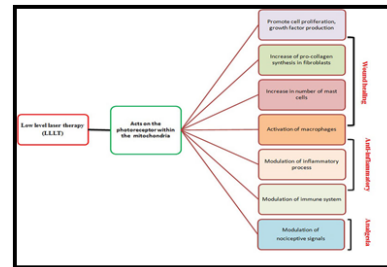 Promote cell proliferation,
growth factor production
Increase of pro-collagen
synthesis in fibroblasts
Increase in number of mast
cells
Activation of macrophages
Modulation of inflammatory
process
Modulation of immune system
Modulation of
nociceptive signals
Low level laser therapy
(LLLT)
Acts on the
photoreceptor within
the mitochondria
Wound healing
Anti-inflammatory
Analgesia